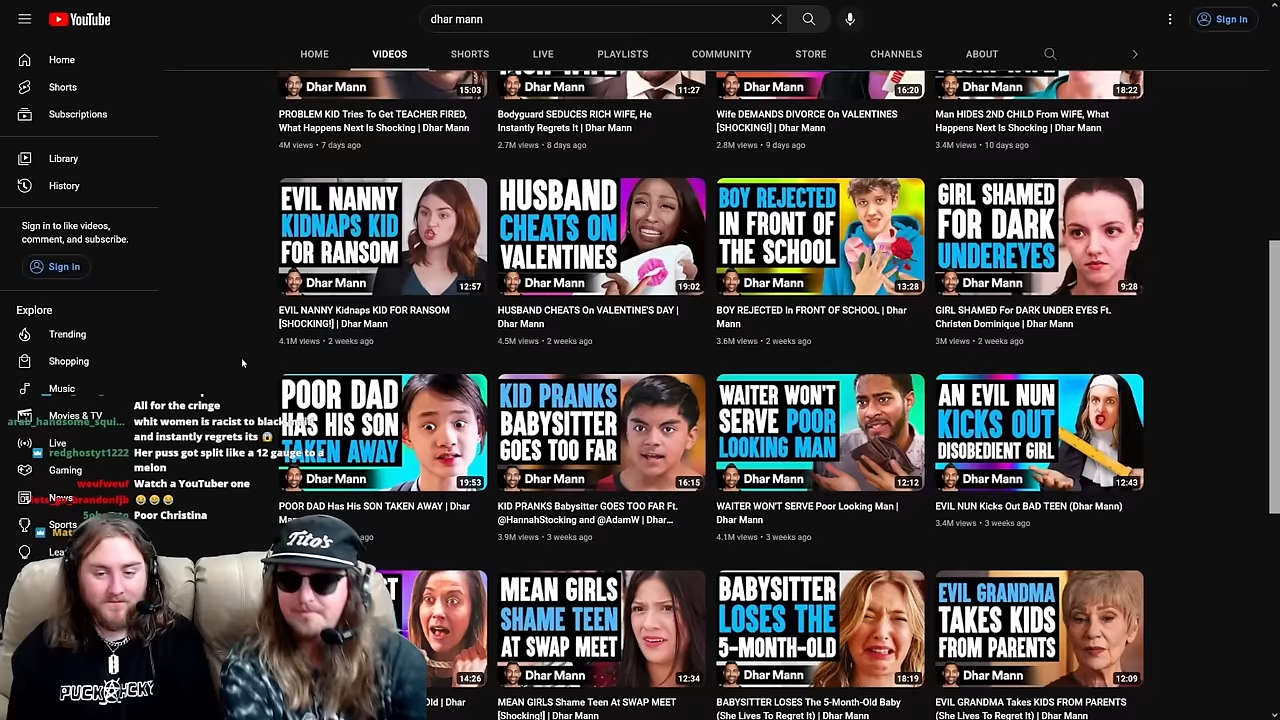 YouTube
dhar mann
Sign in
HOME
VIDEOS
SHORTS
LIVE
PLAYLISTS
COMMUNITY
STORE
CHANNELS
ABOUT
Home
Shorts
Subscriptions
Library
History
Sign in to like videos,
comment, and subscribe.
Sign in
Explore
Trending
Shopping
Music
Movies & TV
Live
Gaming
News
Sports
Dhar Mann
15:03
Dhar Mann
11:27
Dhar Mann
16:20
Dhar Mann
18:22
PROBLEM KID Tries To Get TEACHER FIRED,
What Happens Next Is Shocking | Dhar Mann
4M views • 7 days ago
Bodyguard SEDUCES RICH WIFE, He
Instantly Regrets It | Dhar Mann
2.7M views • 8 days ago
Wife DEMANDS DIVORCE On VALENTINES
[SHOCKING!] | Dhar Mann
2.8M views • 9 days ago
Man HIDES 2ND CHILD From WIFE, What
Happens Next Is Shocking | Dhar Mann
3.4M views • 10 days ago
EVIL NANNY
KIDNAPS KID
FOR RANSOM
Dhar Mann
12:57
HUSBAND
CHEATS ON
VALENTINES
Dhar Mann
19:02
BOY REJECTED
IN FRONT OF
THE SCHOOL
Dhar Mann
13:28
GIRL SHAMED
FOR DARK
UNDEREYES
Dhar Mann
9:28
EVIL NANNY Kidnaps KID FOR RANSOM
[SHOCKING!] | Dhar Mann
4.1M views • 2 weeks ago
HUSBAND CHEATS On VALENTINE'S DAY |
Dhar Mann
4.5M views • 2 weeks ago
BOY REJECTED In FRONT OF SCHOOL | Dhar
Mann
3.6M views • 2 weeks ago
GIRL SHAMED For DARK UNDER EYES Ft.
Christen Dominique | Dhar Mann
3M views • 2 weeks ago
POOR DAD
HAS HIS SON
TAKEN AWAY
Dhar Mann
19:53
KID PRANKS
BABYSITTER
GOES TOO FAR
Dhar Mann
16:15
WAITER WON'T
SERVE POOR
LOOKING MAN
Dhar Mann
12:12
AN EVIL NUN
KICKS OUT
DISOBEDIENT GIRL
Dhar Mann
12:43
POOR DAD Has His SON TAKEN AWAY | Dhar
ago
KID PRANKS Babysitter GOES TOO FAR Ft.
@HannahStocking and @AdamW | Dhar...
3.9M views • 3 weeks ago
WAITER WON'T SERVE Poor Looking Man |
Dhar Mann
4.1M views • 3 weeks ago
EVIL NUN Kicks Out BAD TEEN (Dhar Mann)
3.4M views • 3 weeks ago
All for the cringe
arab_handsome_squi... whit women is racist to black
and instantly regrets its 😱
redghostyt1222 Her puss got split like a 12 gauge to a
melon
weufweuf Watch a YouTuber one
😂 😂 😂
Poor Christina
Tito's
14:26
MEAN GIRLS
SHAME TEEN
AT SWAP MEET
Dhar Mann
12:34
BABYSITTER
LOSES THE
5-MONTH-OLD
Dhar Mann
18:19
EVIL GRANDMA
TAKES KIDS
FROM PARENTS
Dhar Mann
12:09
| Dhar
MEAN GIRLS Shame Teen At SWAP MEET
[Shocking!] | Dhar Mann
BABYSITTER LOSES The 5-Month-Old Baby
(She Lives To Regret It) | Dhar Mann
EVIL GRANDMA Takes KIDS FROM PARENTS
(She Lives To Regret It) | Dhar Mann